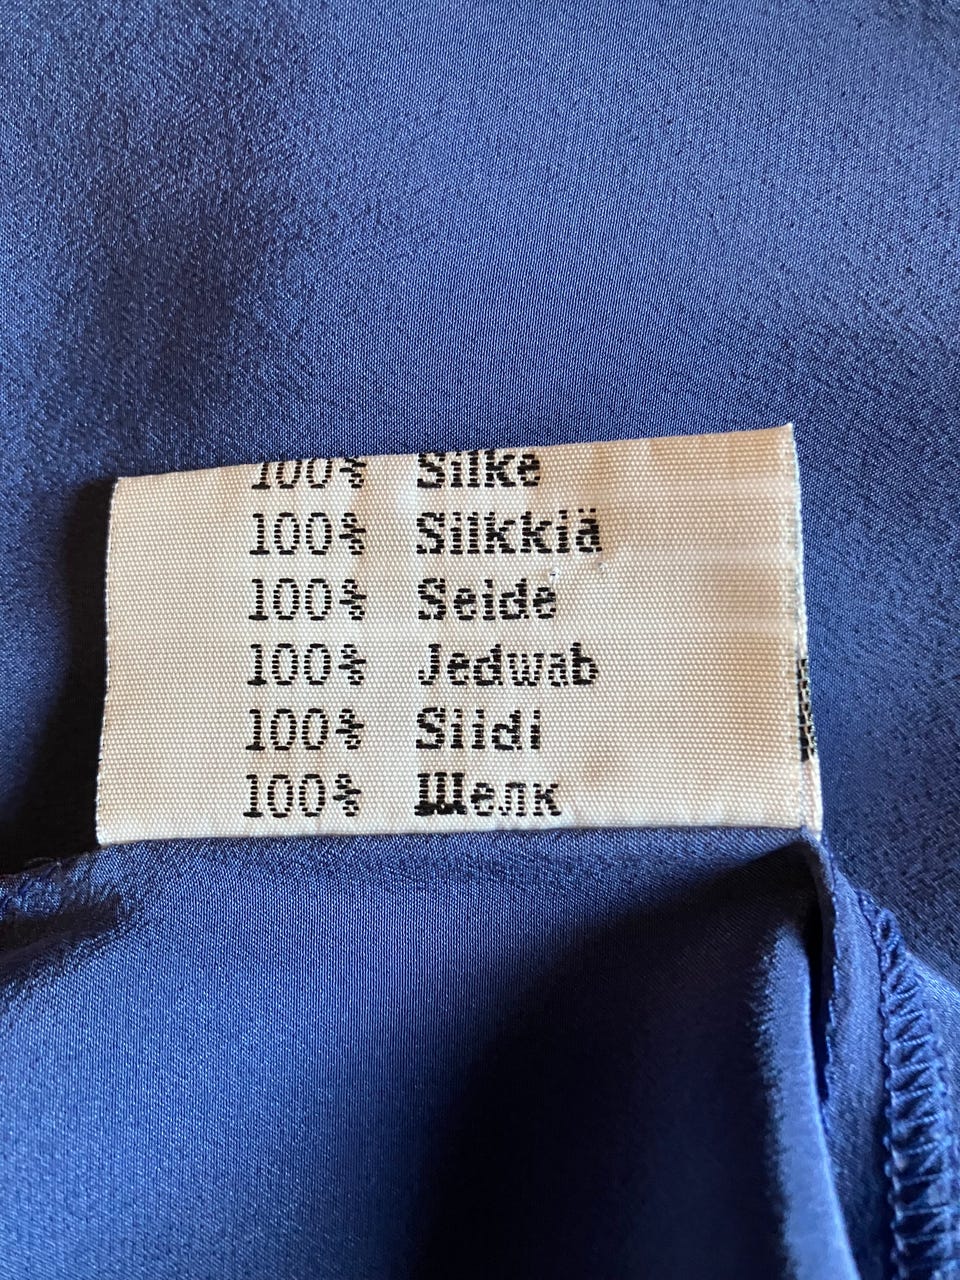 100% Silke
100% Silkkiä
100% Seide
100% Jedwab
100% Siidi
100% Шелк